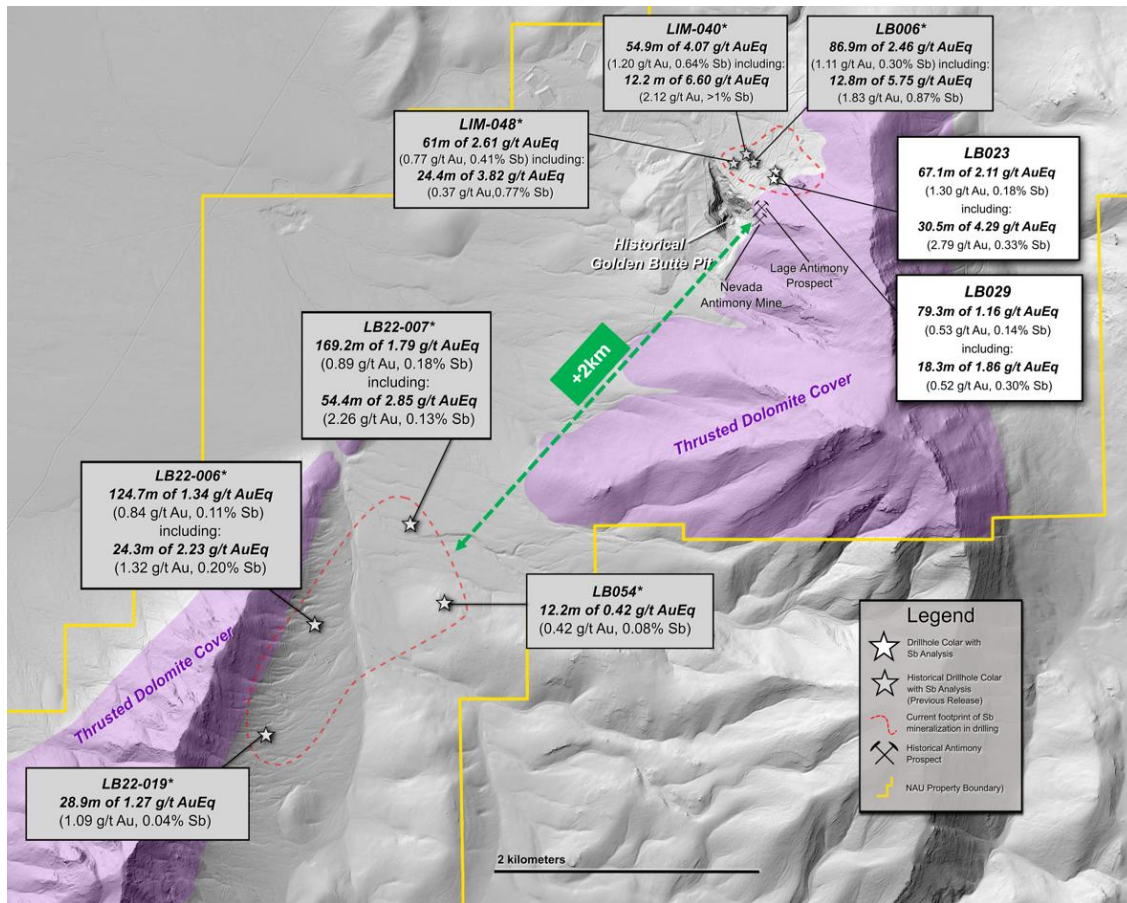 LIM-040*
54.9m of 4.07 g/t AuEq
(1.20 g/t Au, 0.64% Sb) including:
12.2 m of 6.60 g/t AuEq
(2.12 g/t Au, >1% Sb)
LB006*
86.9m of 2.46 g/t AuEq
(1.11 g/t Au, 0.30% Sb) including:
12.8m of 5.75 g/t AuEq
(1.83 g/t Au, 0.87% Sb)
LIM-048*
61m of 2.61 g/t AuEq
(0.77 g/t Au, 0.41% Sb) including:
24.4m of 3.82 g/t AuEq
(0.37 g/t Au,0.77% Sb)
LB023
67.1m of 2.11 g/t AuEq
(1.30 g/t Au, 0.18% Sb)
including:
30.5m of 4.29 g/t AuEq
(2.79 g/t Au, 0.33% Sb)
Historical
Golden Butte Pit
Lage Antimony
Prospect
Nevada
Antimony Mine
LB029
79.3m of 1.16 g/t AuEq
(0.53 g/t Au, 0.14% Sb)
including:
18.3m of 1.86 g/t AuEq
(0.52 g/t Au, 0.30% Sb)
LB22-007*
169.2m of 1.79 g/t AuEq
(0.89 g/t Au, 0.18% Sb)
including:
54.4m of 2.85 g/t AuEq
(2.26 g/t Au, 0.13% Sb)
+2km
Thrusted Dolomite Cover
LB22-006*
124.7m of 1.34 g/t AuEq
(0.84 g/t Au, 0.11% Sb)
including:
24.3m of 2.23 g/t AuEq
(1.32 g/t Au, 0.20% Sb)
LB054*
12.2m of 0.42 g/t AuEq
(0.42 g/t Au, 0.08% Sb)
Thrusted Dolomite Cover
LB22-019*
28.9m of 1.27 g/t AuEq
(1.09 g/t Au, 0.04% Sb)
2 kilometers
Legend
Drillhole Colar with
Sb Analysis
Historical Drillhole Colar
with Sb Analysis
(Previous Release)
Current footprint of Sb
mineralization in drilling
Historical Antimony
Prospect
NAU Property Boundary)